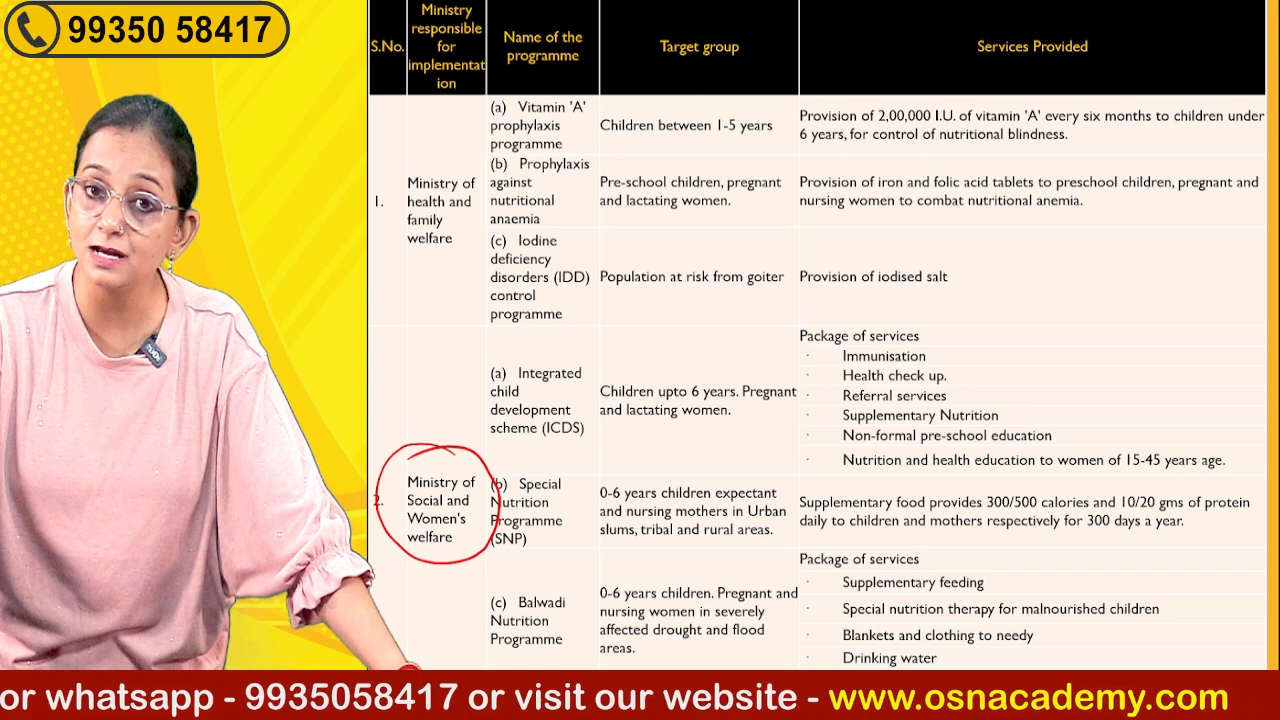 99350 58417
S.No.
Ministry
responsible
for
implementat
ion
Name of the
programme
Target group
Services Provided
1.
Ministry of
health and
family
welfare
(a) Vitamin 'A'
prophylaxis
programme
Children between 1-5 years
Provision of 2,00,000 I.U. of vitamin 'A' every six months to children under
6 years, for control of nutritional blindness.
(b) Prophylaxis
against
nutritional
anaemia
Pre-school children, pregnant
and lactating women.
Provision of iron and folic acid tablets to preschool children, pregnant and
nursing women to combat nutritional anemia.
(c) Iodine
deficiency
disorders (IDD)
control
programme
Population at risk from goiter
Provision of iodised salt
2.
Ministry of
Social and
Women's
welfare
(a) Integrated
child
development
scheme (ICDS)
Children upto 6 years. Pregnant
and lactating women.
Package of services
· Immunisation
· Health check up.
· Referral services
· Supplementary Nutrition
· Non-formal pre-school education
· Nutrition and health education to women of 15-45 years age.
(b) Special
Nutrition
Programme
(SNP)
0-6 years children expectant
and nursing mothers in Urban
slums, tribal and rural areas.
Supplementary food provides 300/500 calories and 10/20 gms of protein
daily to children and mothers respectively for 300 days a year.
(c) Balwadi
Nutrition
Programme
0-6 years children. Pregnant and
nursing women in severely
affected drought and flood
areas.
Package of services
· Supplementary feeding
· Special nutrition therapy for malnourished children
· Blankets and clothing to needy
· Drinking water
or whatsapp - 9935058417 or visit our website - www.osnacademy.com